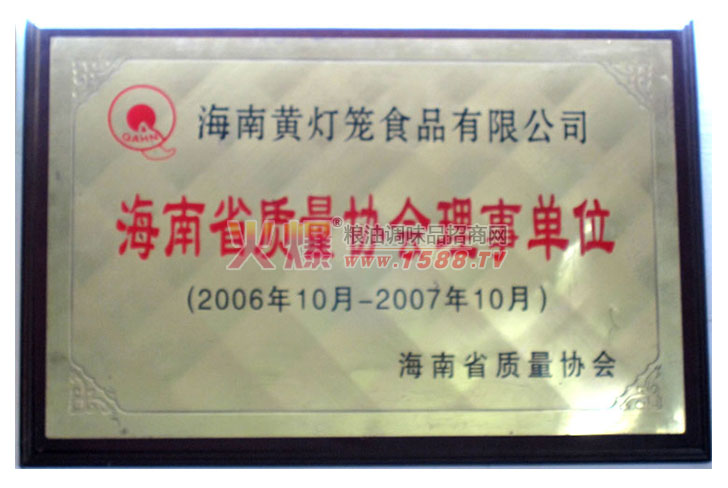 QAHN
海南黄灯笼食品有限公司
海南省质量协会理事单位
火爆®粮油调味品招商网
www.1588.TV
(2006年10月-2007年10月)
海南省质量协会